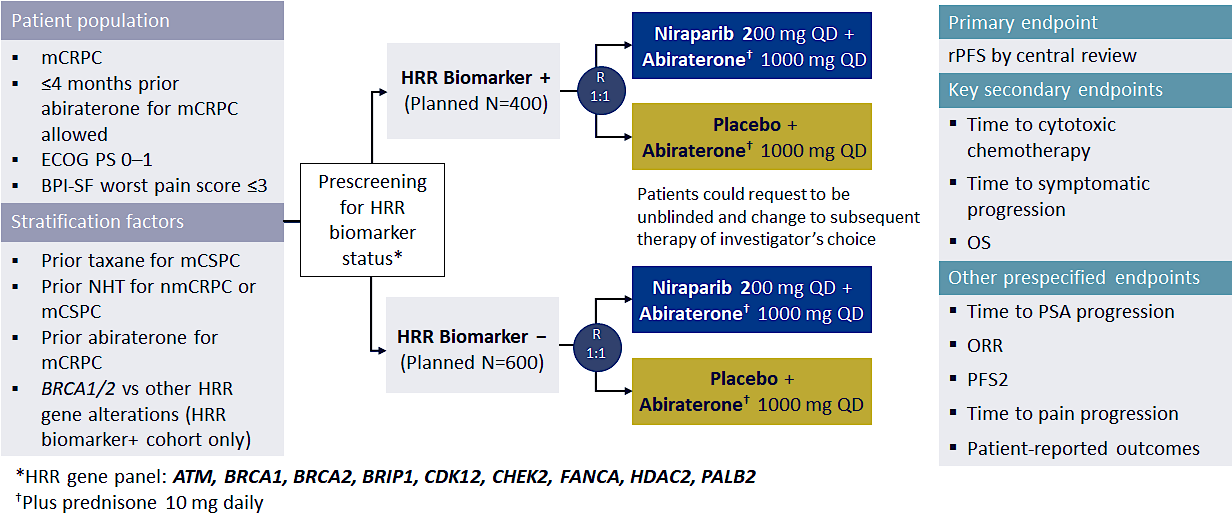 Patient population
▪ mCRPC
▪ ≤4 months prior
abiraterone for mCRPC
allowed
▪ ECOG PS 0–1
▪ BPI-SF worst pain score ≤3
Stratification factors
▪ Prior taxane for mCSPC
▪ Prior NHT for nmCRPC or
mCSPC
▪ Prior abiraterone for
mCRPC
▪ BRCA1/2 vs other HRR
gene alterations (HRR
biomarker+ cohort only)
Prescreening
for HRR
biomarker
status*
HRR Biomarker +
(Planned N=400)
R
1:1
Niraparib 200 mg QD +
Abiraterone† 1000 mg QD
Placebo +
Abiraterone† 1000 mg QD
Patients could request to be
unblinded and change to subsequent
therapy of investigator’s choice
HRR Biomarker –
(Planned N=600)
R
1:1
Niraparib 200 mg QD +
Abiraterone† 1000 mg QD
Placebo +
Abiraterone† 1000 mg QD
Primary endpoint
rPFS by central review
Key secondary endpoints
▪ Time to cytotoxic
chemotherapy
▪ Time to symptomatic
progression
▪ OS
Other prespecified endpoints
▪ Time to PSA progression
▪ ORR
▪ PFS2
▪ Time to pain progression
▪ Patient-reported outcomes
*HRR gene panel: ATM, BRCA1, BRCA2, BRIP1, CDK12, CHEK2, FANCA, HDAC2, PALB2
†Plus prednisone 10 mg daily